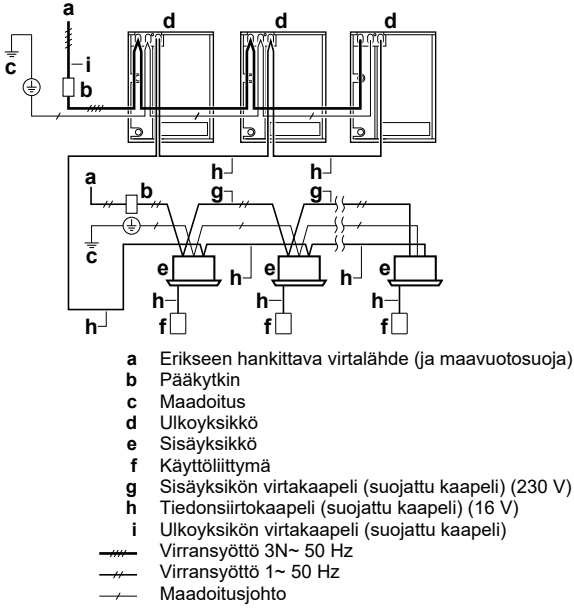 a
d d d
c i
b
h h
a b g g
c
e e e
h h h
h h h
h f f f
a Erikseen hankittava virtalähde (ja maavuotosuoja)
b Pääkytkin
c Maadoitus
d Ulkoyksikkö
e Sisäyksikkö
f Käyttöliittymä
g Sisäyksikön virtakaapeli (suojattu kaapeli) (230 V)
h Tiedonsiirtokaapeli (suojattu kaapeli) (16 V)
i Ulkoyksikön virtakaapeli (suojattu kaapeli)
Virransyöttö 3N~ 50 Hz
Virransyöttö 1~ 50 Hz
Maadoitusjohto